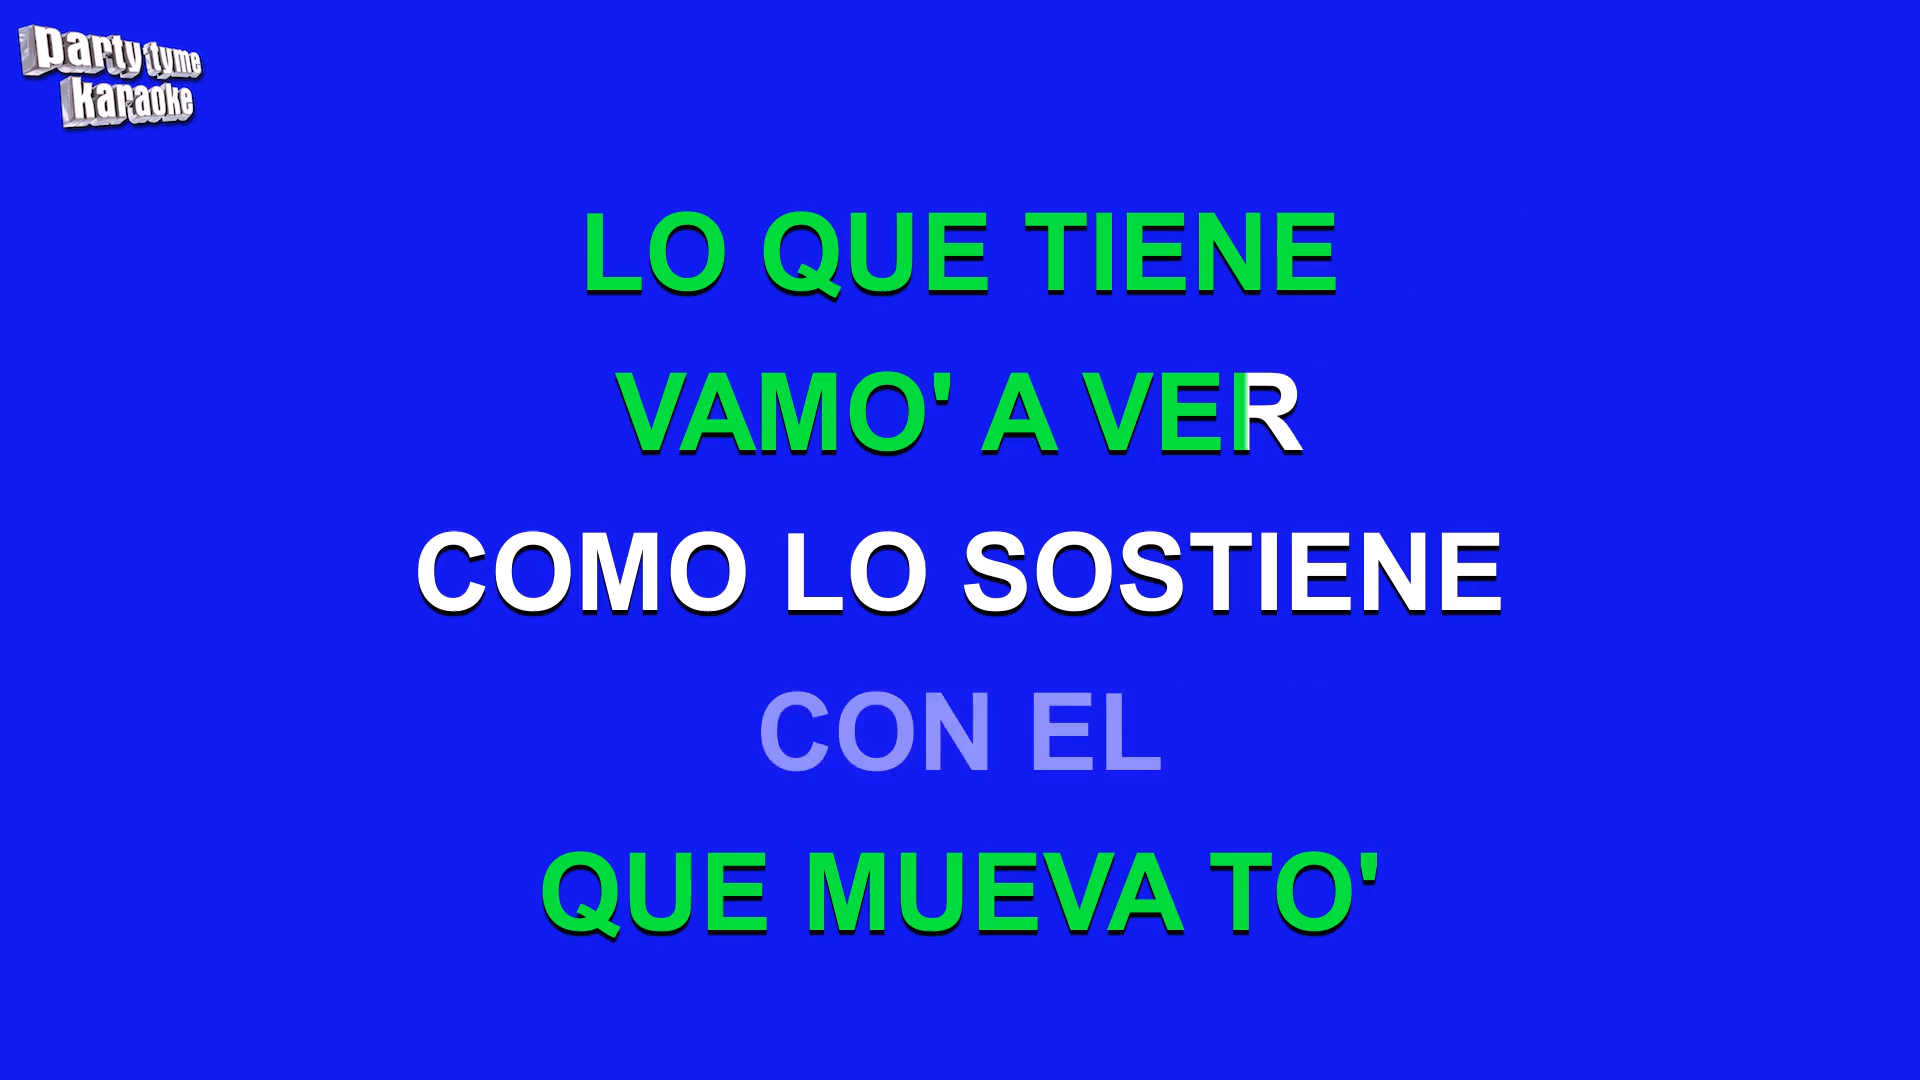 party tyme
karaoke
LO QUE TIENE
VAMO' A VER
COMO LO SOSTIENE
CON EL
QUE MUEVA TO'